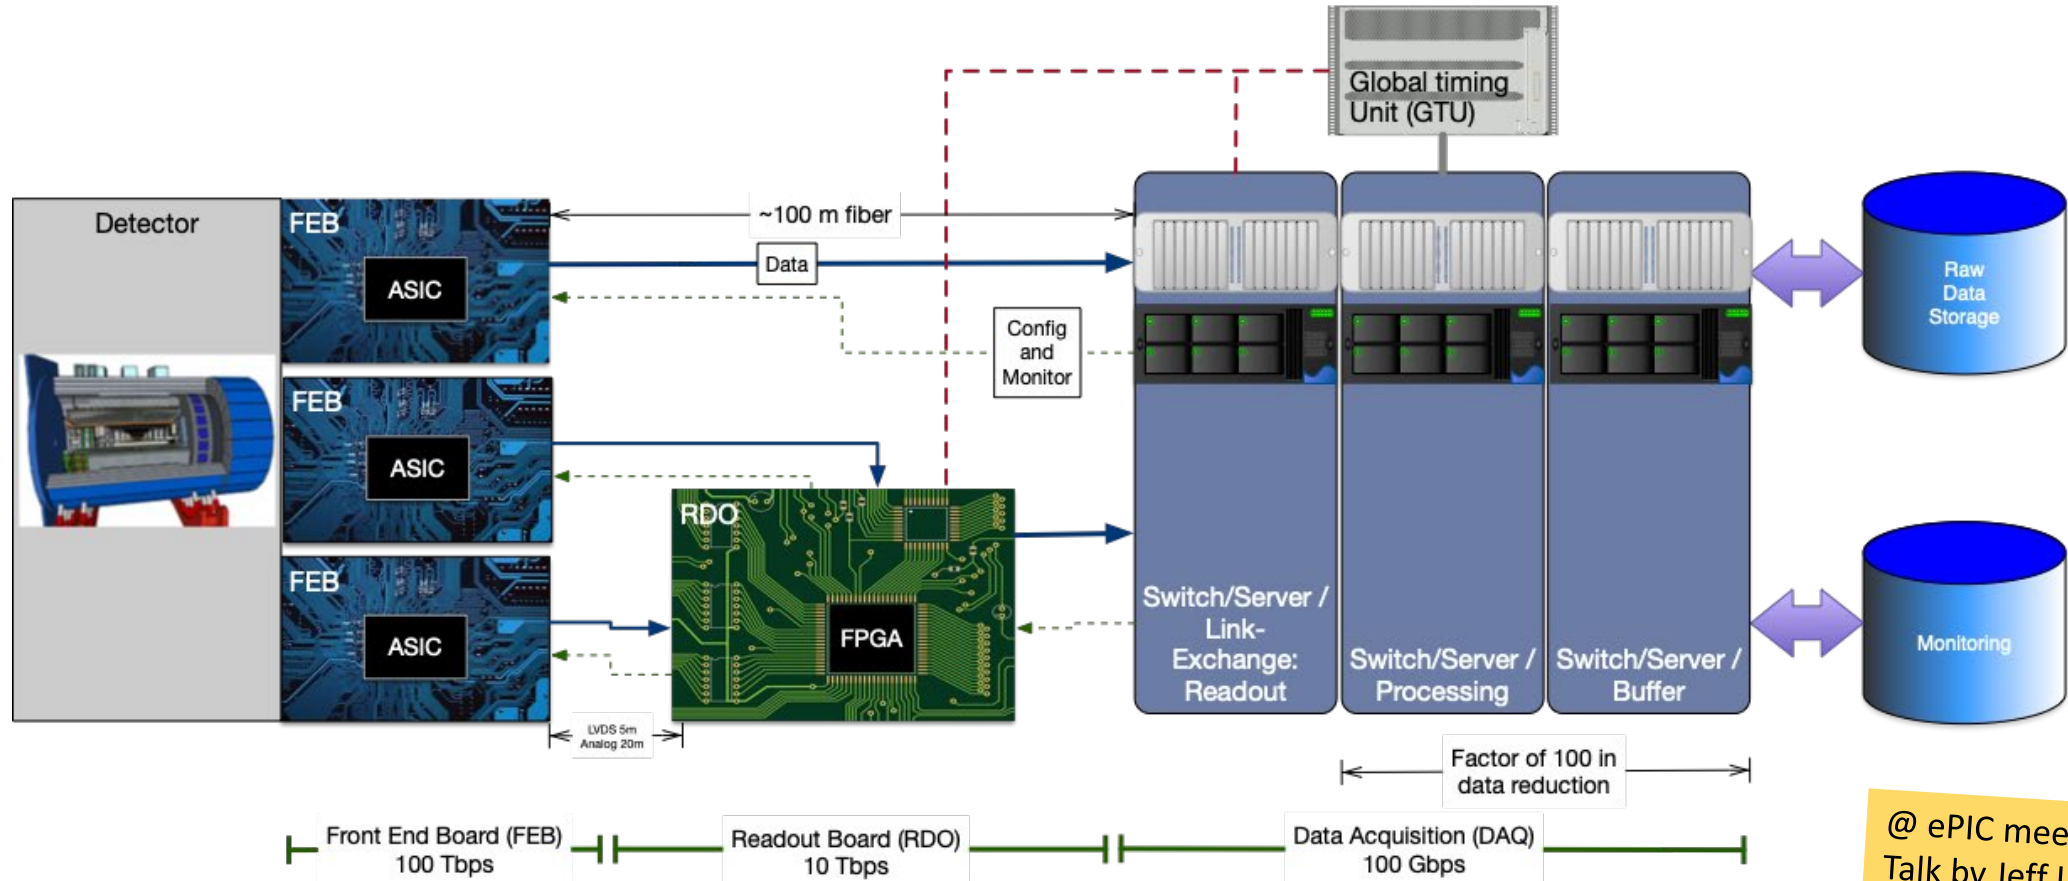 Global timing
Unit (GTU)
Detector
FEB
ASIC
~100 m fiber
Data
Config
and
Monitor
FEB
ASIC
RDO
FPGA
FEB
ASIC
LVDS 5m
Analog 20m
Switch/Server /
Link-
Exchange:
Readout
Switch/Server /
Processing
Switch/Server /
Buffer
Raw
Data
Storage
Monitoring
Factor of 100 in
data reduction
Front End Board (FEB)
100 Tbps
Readout Board (RDO)
10 Tbps
Data Acquisition (DAQ)
100 Gbps
@ ePIC mee
Talk by Jeff